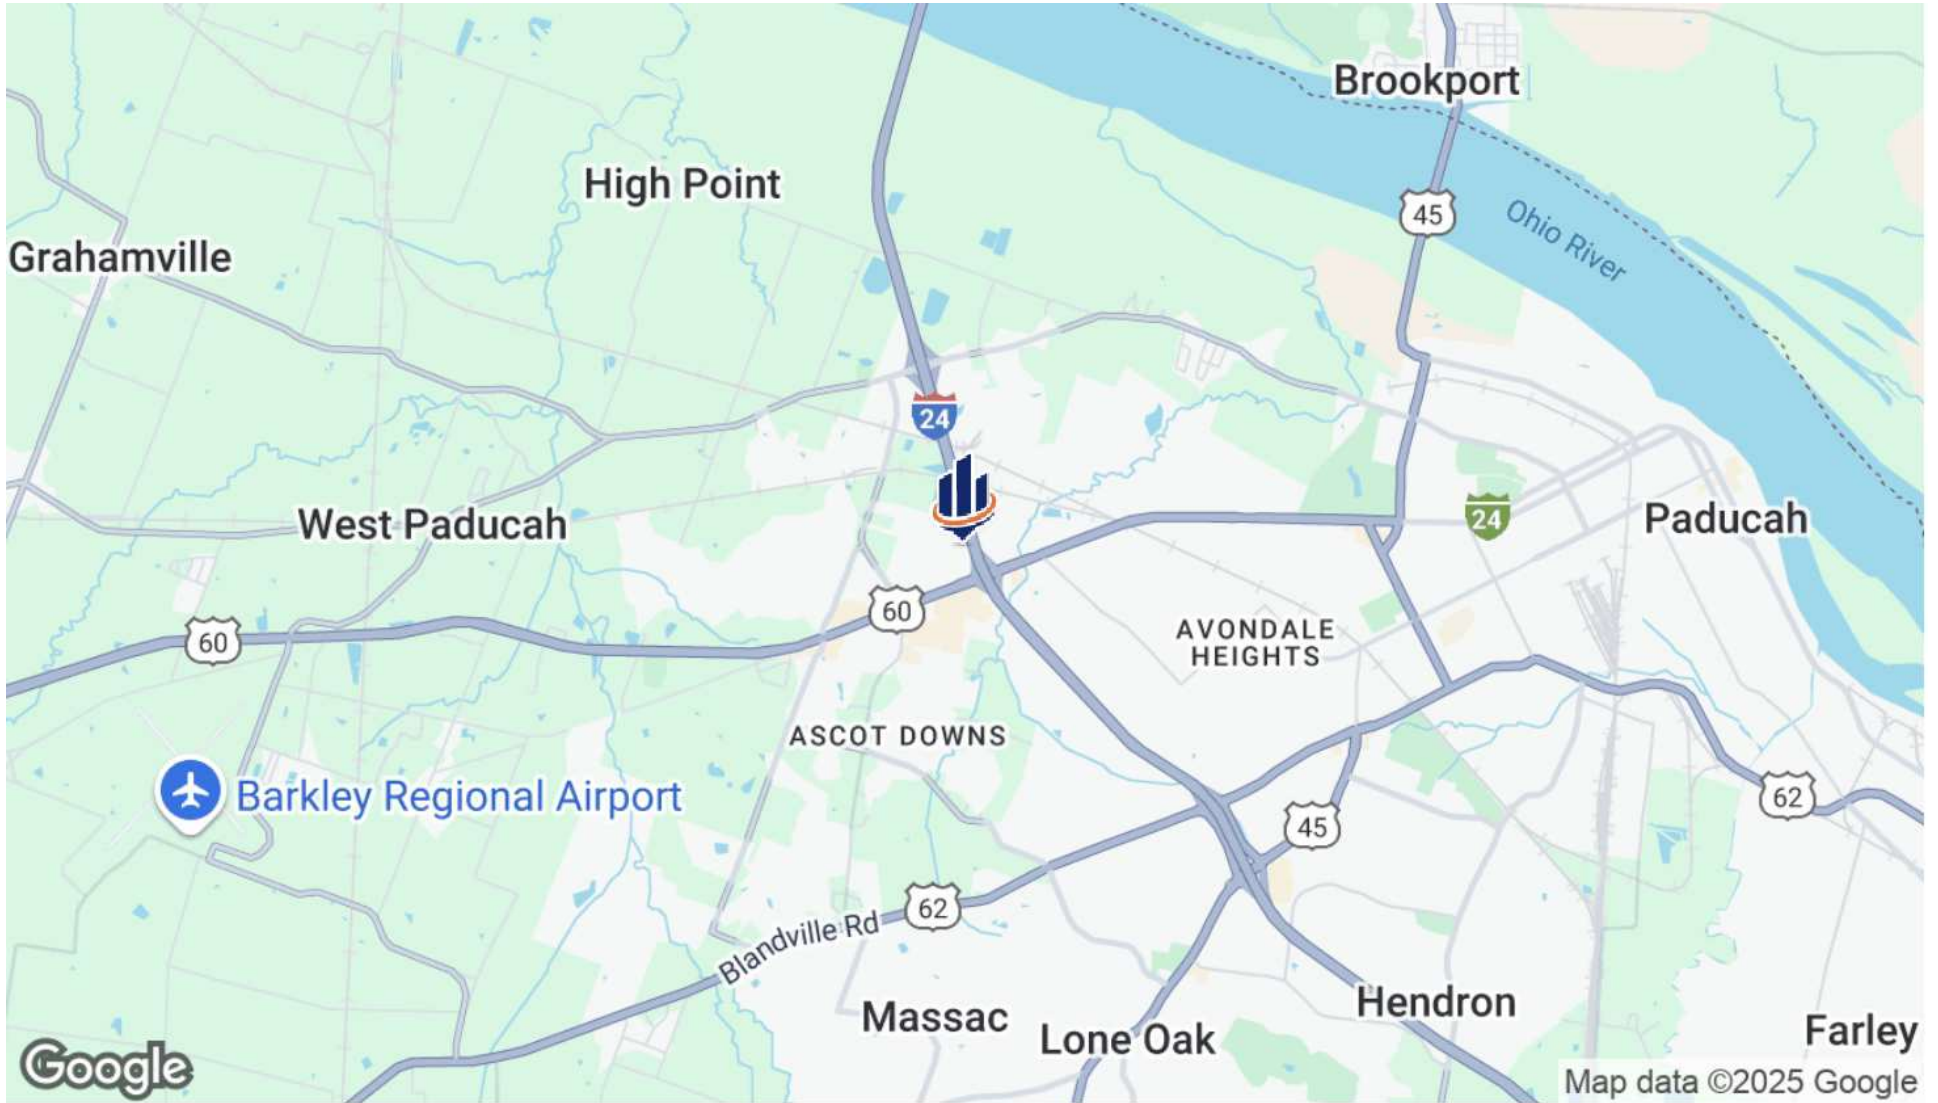 Brookport
High Point
45
Ohio River
Grahamville
24
West Paducah
24
Paducah
60
60
AVONDALE
HEIGHTS
ASCOT DOWNS
Barkley Regional Airport
62
45
62
Blandville Rd
Massac
Hendron
Lone Oak
Farley
Google
Map data ©2025 Google